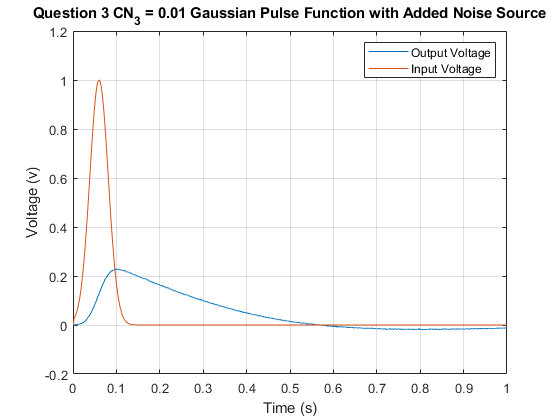 Question 3 CN3 = 0.01 Gaussian Pulse Function with Added Noise Source
Output Voltage
Input Voltage
1.2
1
0.8
0.6
0.4
0.2
0
-0.2
Voltage (v)
0 0.1 0.2 0.3 0.4 0.5 0.6 0.7 0.8 0.9 1
Time (s)